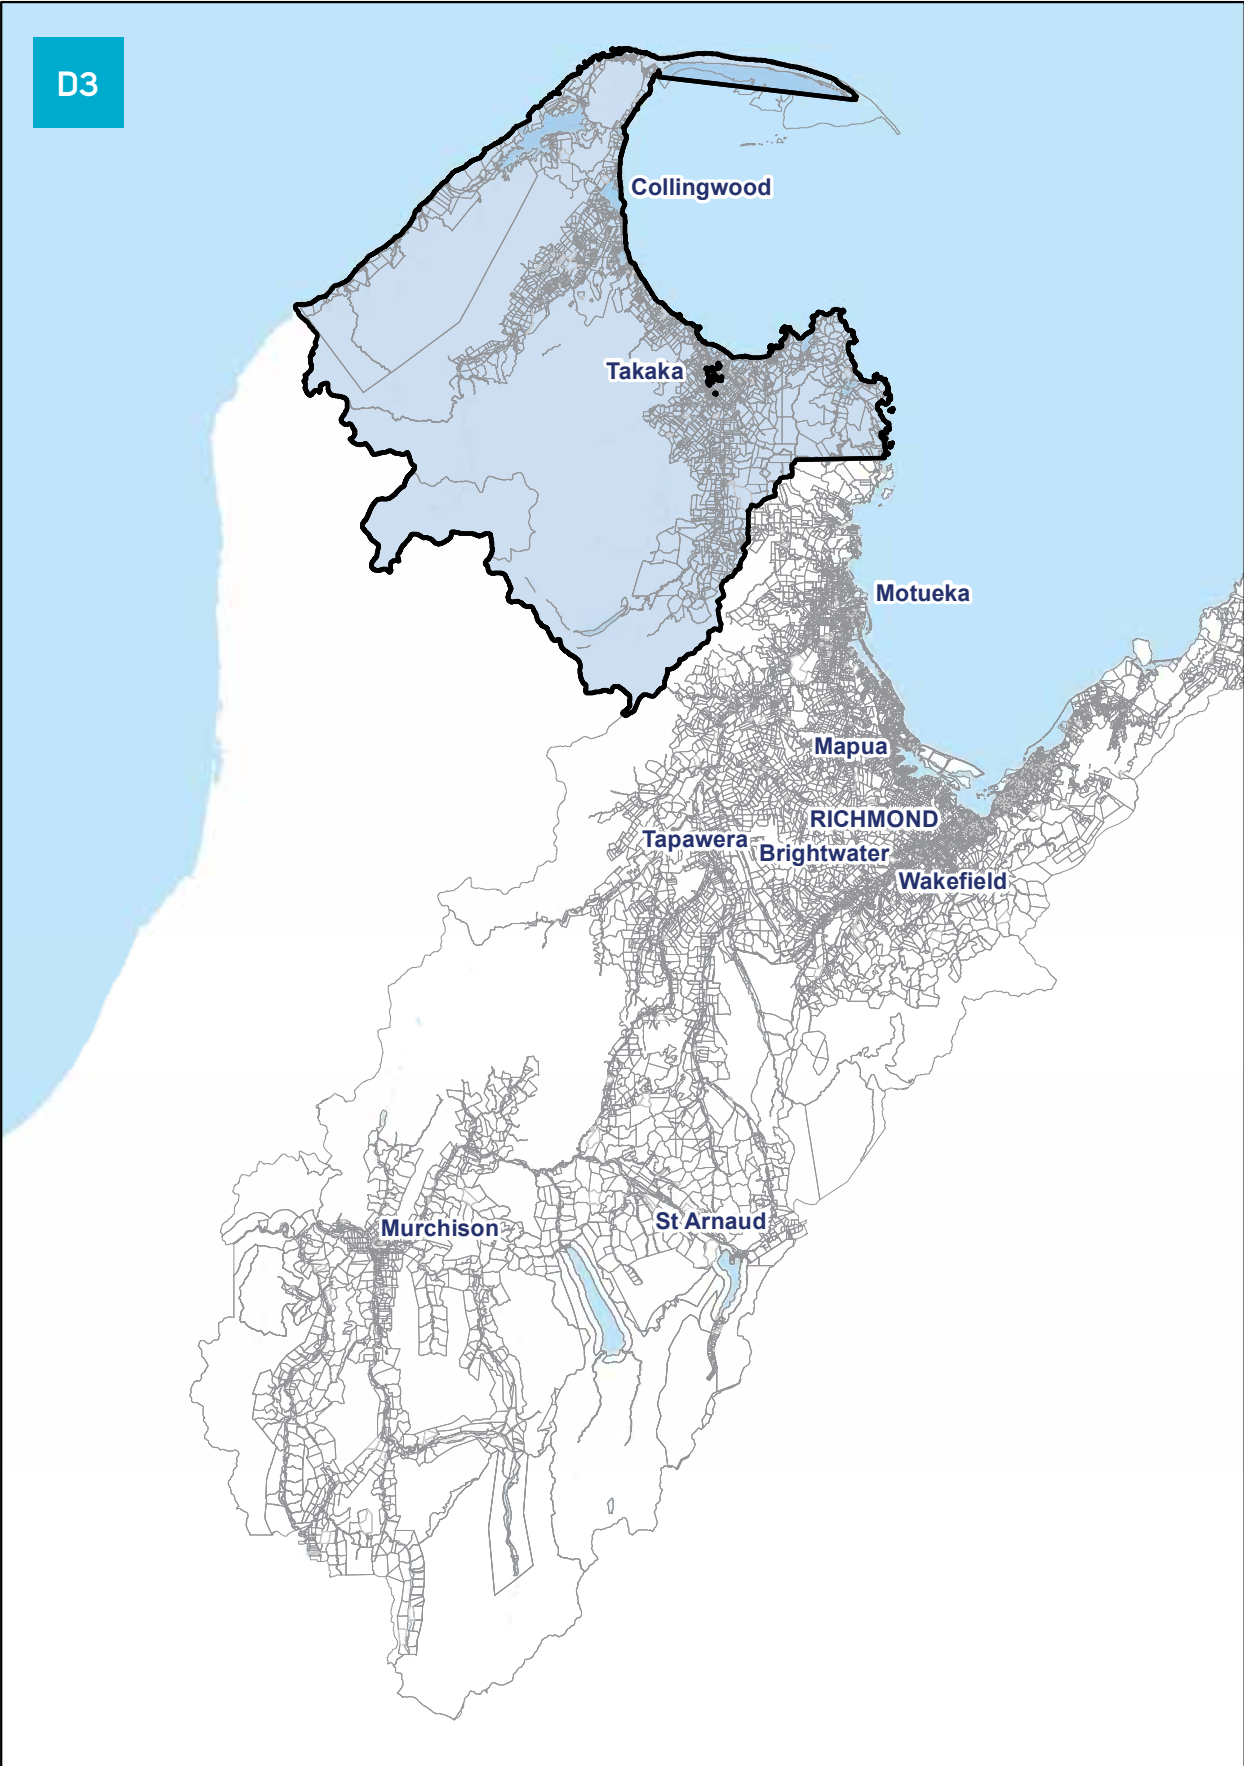 D3
Collingwood
Takaka
Motueka
Mapua
RICHMOND
Tapawera
Brightwater
Wakefield
St Arnaud
Murchison